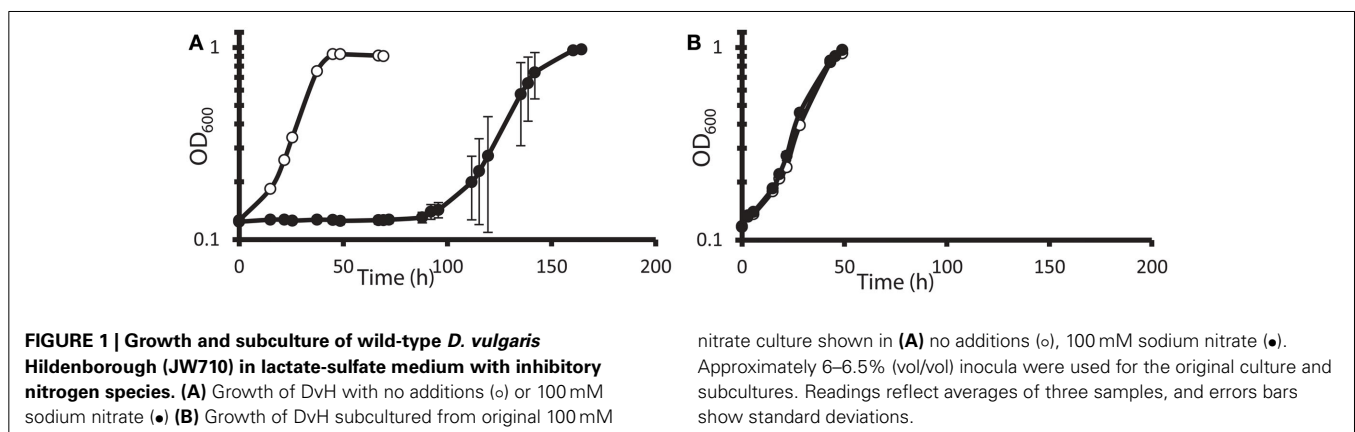 A
1
OD600
0.1
0 50 100 150 200
Time (h)
B
1
OD600
0.1
0 50 100 150 200
Time (h)
FIGURE 1 | Growth and subculture of wild-type D. vulgaris
Hildenborough (JW710) in lactate-sulfate medium with inhibitory
nitrogen species. (A) Growth of DvH with no additions (○) or 100 mM
sodium nitrate (●) (B) Growth of DvH subcultured from original 100 mM
nitrate culture shown in (A) no additions (○), 100 mM sodium nitrate (●).
Approximately 6–6.5% (vol/vol) inocula were used for the original culture and
subcultures. Readings reflect averages of three samples, and errors bars
show standard deviations.